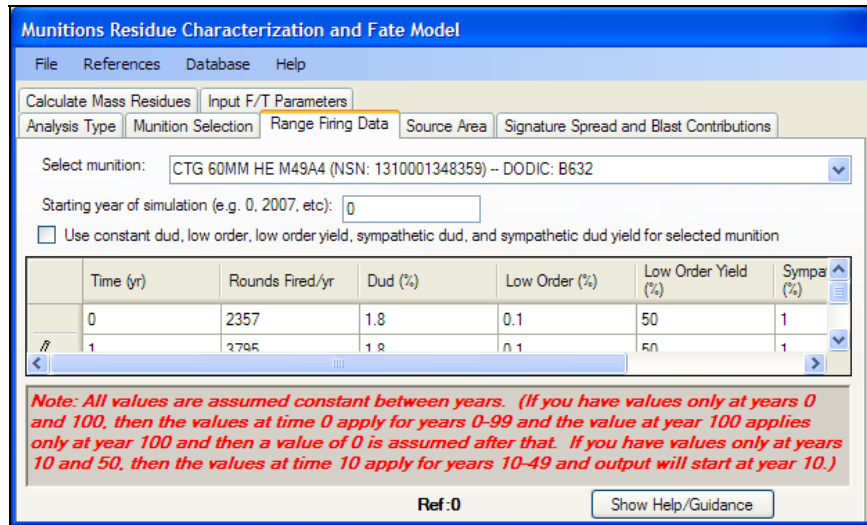 Munitions Residue Characterization and Fate Model
File References Database Help
Calculate Mass Residues Input F/T Parameters
Analysis Type Munition Selection Range Firing Data Source Area Signature Spread and Blast Contributions
Select munition: CTG 60MM HE M49A4 (NSN: 1310001348359) -- DODIC: B632
Starting year of simulation (e.g. 0, 2007, etc): 0
Use constant dud, low order, low order yield, sympathetic dud, and sympathetic dud yield for selected munition
Time (yr) Rounds Fired/yr Dud (%) Low Order (%) Low Order Yield (%) Sympa (%)
0 2357 1.8 0.1 50 1
1 3795 1.8 0.1 50 1
Note: All values are assumed constant between years. (If you have values only at years 0
and 100, then the values at time 0 apply for years 0-99 and the value at year 100 applies
only at year 100 and then a value of 0 is assumed after that. If you have values only at years
10 and 50, then the values at time 10 apply for years 10-49 and output will start at year 10.)
Ref:0 Show Help/Guidance